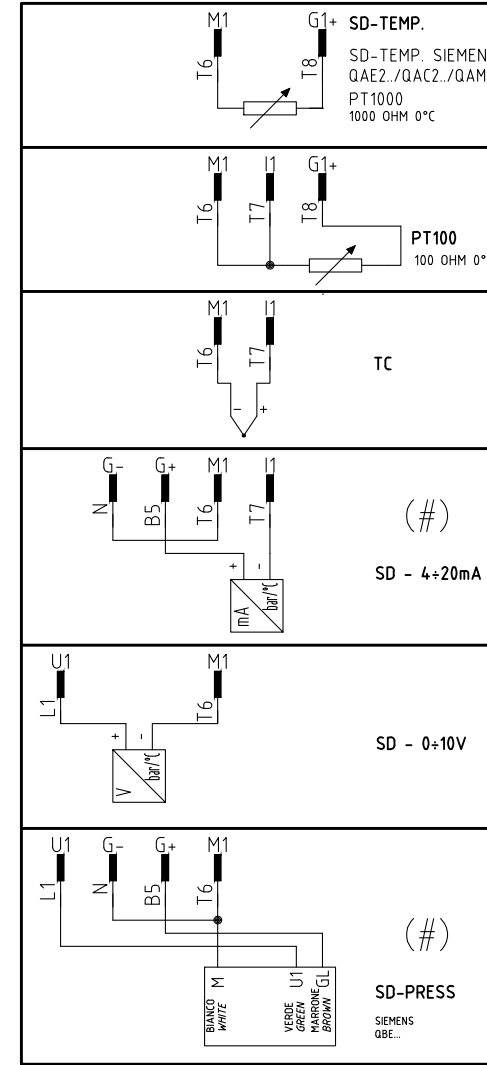 M1 G1+ SD-TEMP.
T6 T8
SD-TEMP. SIEMEN
QAE2../QAC2../QAM
PT1000
1000 OHM 0°C
M1 I1 G1+
T6 T7 T8
PT100
100 OHM 0°
M1 I1
T6 T7
TC
- +
G- G+ M1 I1
N B5 T6 T7
(#)
+ -
mA bar/°C
SD - 4÷20mA
U1 M1
L1 T6
+ -
V bar/°C
SD - 0÷10V
U1 G- G+ M1
L1 N B5 T6
(#)
M U1 GL
BIANCO
WHITE
VERDE
GREEN
MARRONE
BROWN
SD-PRESS
SIEMENS
QBE...